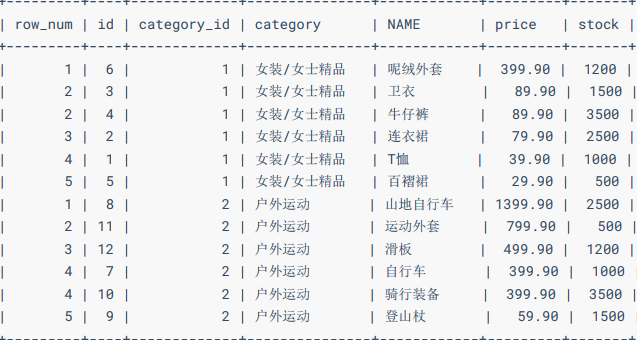 +---------+----+-------------+---------------+------------+---------+-------+
| row_num | id | category_id | category | NAME | price | stock |
+---------+----+-------------+---------------+------------+---------+-------+
| 1 | 6 | 1 | 女装/女士精品 | 呢绒外套 | 399.90 | 1200 |
| 2 | 3 | 1 | 女装/女士精品 | 卫衣 | 89.90 | 1500 |
| 2 | 4 | 1 | 女装/女士精品 | 牛仔裤 | 89.90 | 3500 |
| 3 | 2 | 1 | 女装/女士精品 | 连衣裙 | 79.90 | 2500 |
| 4 | 1 | 1 | 女装/女士精品 | T恤 | 39.90 | 1000 |
| 5 | 5 | 1 | 女装/女士精品 | 百褶裙 | 29.90 | 500 |
| 1 | 8 | 2 | 户外运动 | 山地自行车 | 1399.90 | 2500 |
| 2 | 11 | 2 | 户外运动 | 运动外套 | 799.90 | 500 |
| 3 | 12 | 2 | 户外运动 | 滑板 | 499.90 | 1200 |
| 4 | 7 | 2 | 户外运动 | 自行车 | 399.90 | 1000 |
| 4 | 10 | 2 | 户外运动 | 骑行装备 | 399.90 | 3500 |
| 5 | 9 | 2 | 户外运动 | 登山杖 | 59.90 | 1500 |
+---------+----+-------------+---------------+------------+---------+-------+